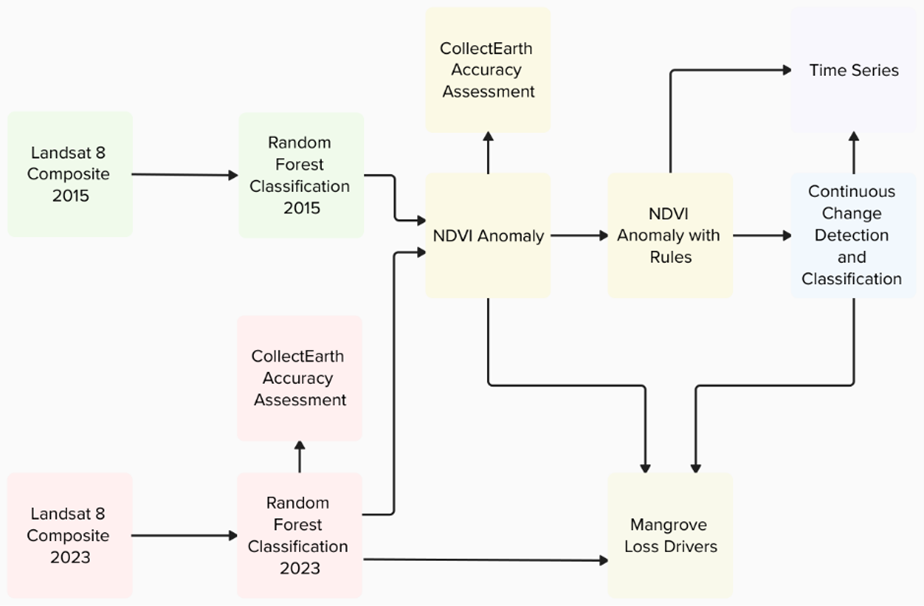 CollectEarth
Accuracy
Assessment
Time Series
Landsat 8
Composite
2015
Random
Forest
Classification
2015
NDVI Anomaly
NDVI
Anomaly with
Rules
Continuous
Change
Detection
and
Classification
CollectEarth
Accuracy
Assessment
Landsat 8
Composite
2023
Random
Forest
Classification
2023
Mangrove
Loss Drivers